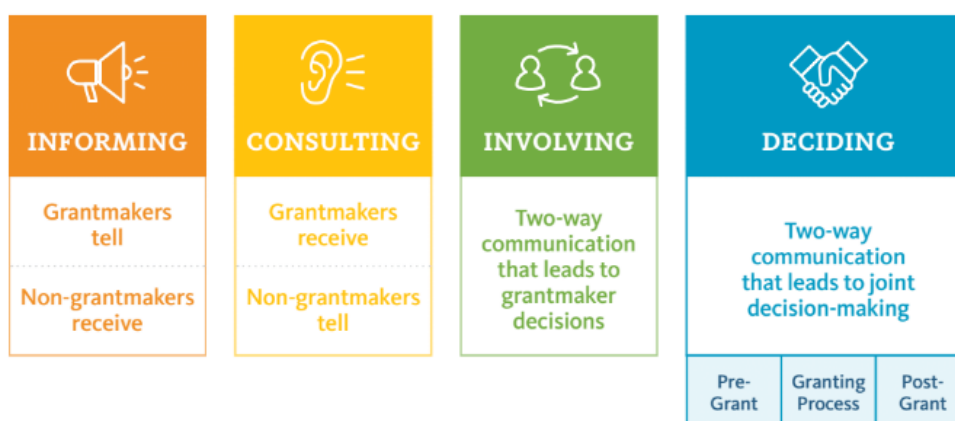 INFORMING
Grantmakers
tell
Non-grantmakers
receive
CONSULTING
Grantmakers
receive
Non-grantmakers
tell
INVOLVING
Two-way
communication
that leads to
grantmaker
decisions
DECIDING
Two-way
communication
that leads to joint
decision-making
Pre-
Grant
Granting
Process
Post-
Grant